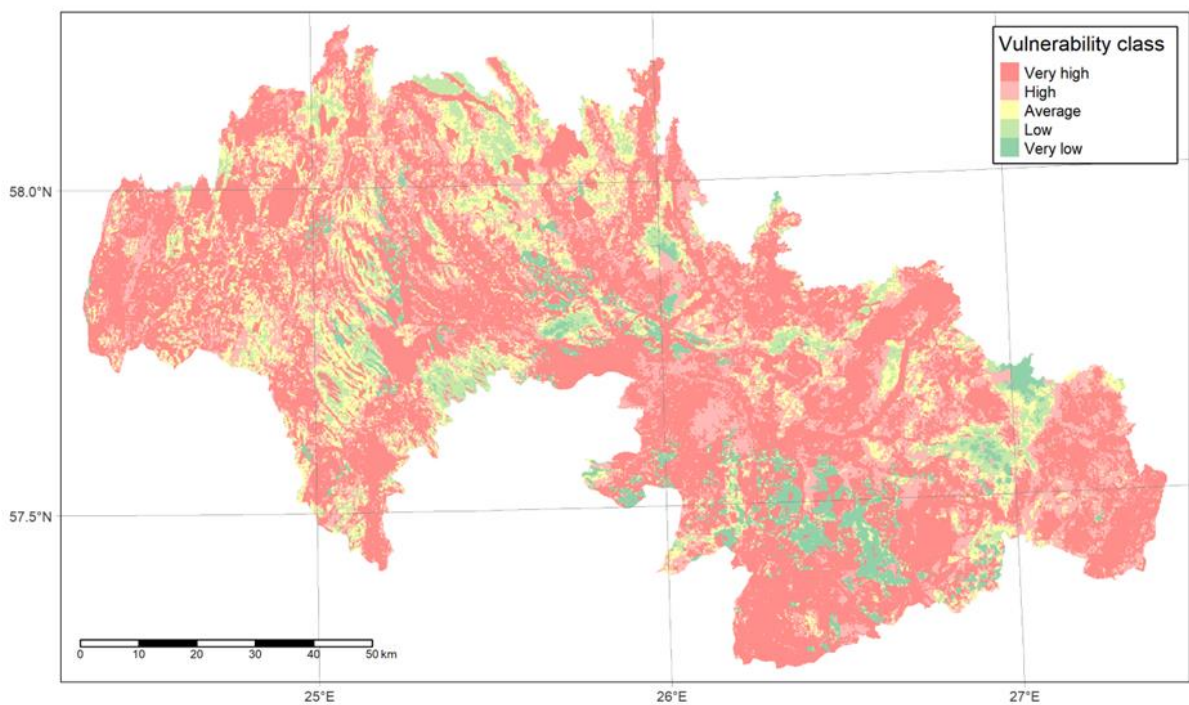 Vulnerability class
Very high
High
Average
Low
Very low
58.0°N
57.5°N
0 10 20 30 40 50 km
25°E 26°E 27°E